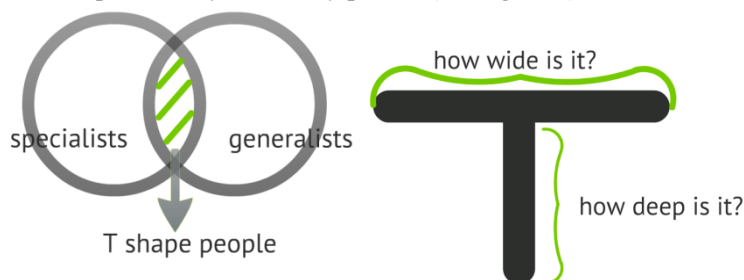 how wide is it?
specialists
generalists
how deep is it?
T shape people